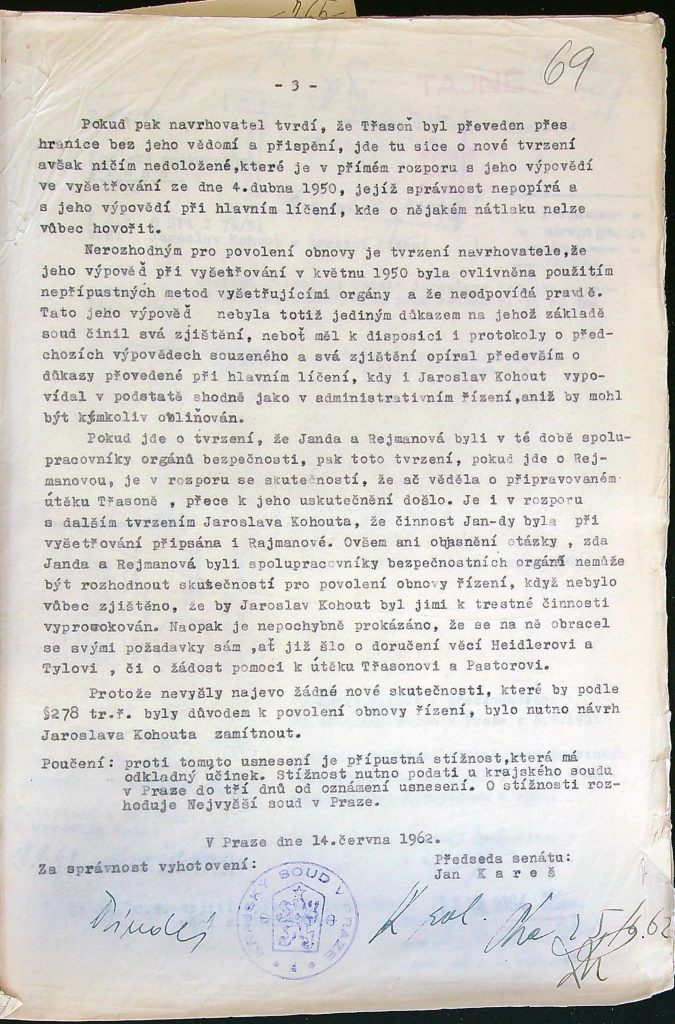 69
- 3 -
Pokud pak navrhovatel tvrdí, že Třasoň byl převeden přes
hranice bez jeho vědomí a přispění, jde tu sice o nové tvrzení
avšak ničím nedoložené,které je v přímém rozporu s jeho výpovědí
ve vyšetřování ze dne 4.dubna 1950, jejíž správnost nepopírá a
s jeho výpovědí při hlavním líčení, kde o nějakém nátlaku nelze
vůbec hovořit.
Nerozhodným pro povolení obnovy je tvrzení navrhovatele,že
jeho výpověď při vyšetřování v květnu 1950 byla ovlivněna použitím
nepřípustných metod vyšetřujícími orgány a že neodpovídá pravdě.
Tato jeho výpověď nebyla totiž jediným důkazem na jehož základě
soud činil svá zjištění, neboť měl k disposici i protokoly o před-
chozích výpovědech souzeného a svá zjištění opíral především o
důkazy provedené při hlavním líčení, kdy i Jaroslav Kohout vypo-
vídal v podstatě shodně jako v administrativním řízení,aniž by mohl
být kýmkoliv obliňován.
Pokud jde o tvrzení, že Janda a Rejmanová byli v té době spolu-
pracovníky orgánů bezpečnosti, pak toto tvrzení, pokud jde o Rej-
manovou, je v rozporu se skutečností, že ač věděla o připravovaném
útěku Třasoně , přece k jeho uskutečnění došlo. Je i v rozporu
s dalším tvrzením Jaroslava Kohouta, že činnost Jan-dy byla při
vyšetřování připsána i Rajmanové. Ovšem ani objasnění otázky , zda
Janda a Rejmanová byli spolupracovníky bezpečnostních orgánů nemůže
být rozhodnout skutečností pro povolení obnovy řízení, když nebylo
vůbec zjištěno, že by Jaroslav Kohout byl jimi k trestné činnosti
vyprovokován. Naopak je nepochybně prokázáno, že se na ně obracel
se svými požadavky sám ,ať již šlo o doručení věcí Heidlerovi a
Tylovi , či o žádost pomoci k útěku Třasonovi a Pastorovi.
Protože nevyšly najevo žádné nové skutečnosti, které by podle
§278 tr.ř. byly důvodem k povolení obnovy řízení, bylo nutno návrh
Jaroslava Kohouta zamítnout.
Poučení: proti tomuto usnesení je přípustná stížnost,která má
odkladný účinek. Stížnost nutno podati u krajského soudu
v Praze do tří dnů od oznámení usnesení. O stížnosti roz-
hoduje Nejvyšší soud v Praze.
V Praze dne 14.června 1962.
Za správnost vyhotovení:
Předseda senátu:
Jan Kareš
KRAJSKÝ SOUD V PRAZE